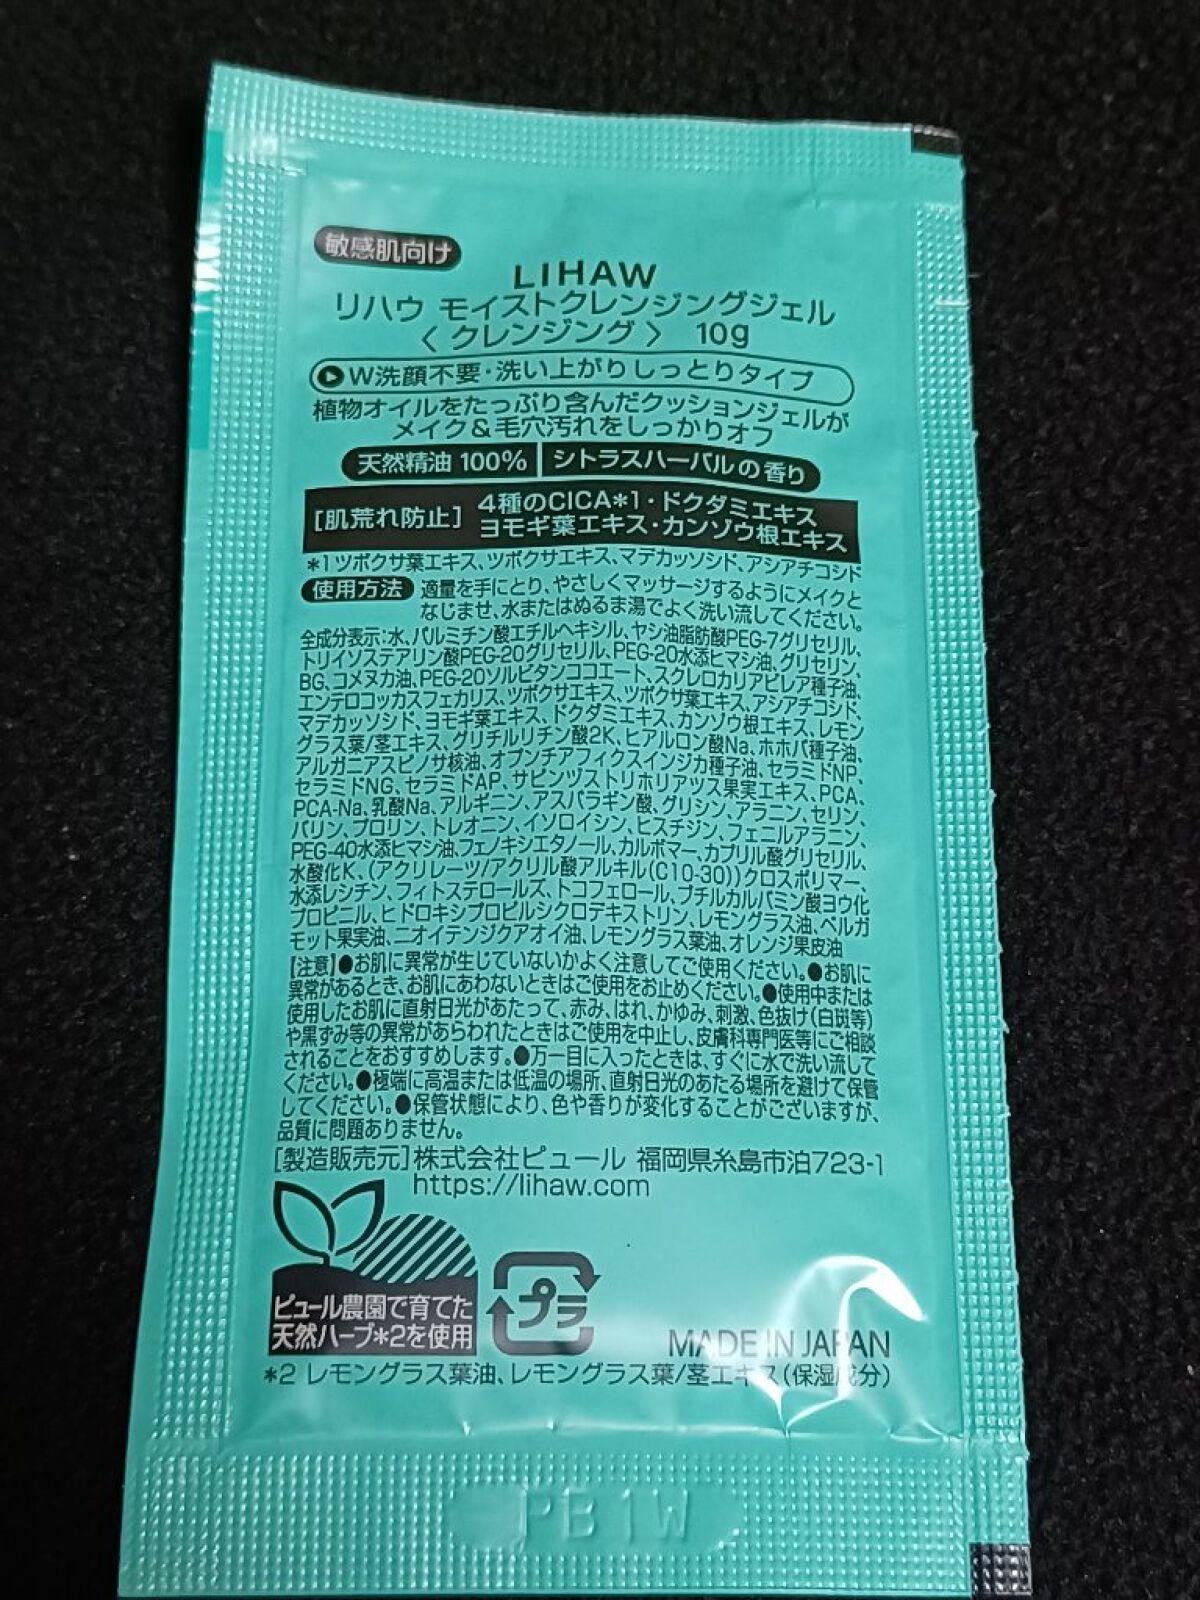 敏感肌向け
LIHAW
リハウ モイストクレンジングジェル
〈クレンジング〉 10g
W洗顔不要・洗い上がりしっとりタイプ
植物オイルをたっぷり含んだクッションジェルが
メイク&毛穴汚れをしっかりオフ
天然精油 100% シトラスハーバルの香り
[肌荒れ防止] 4種のCICA*1・ドクダミエキス
ヨモギ葉エキス・カンゾウ根エキス
*1 ツボクサ葉エキス、ツボクサエキス、マデカッソシド、アシアチコシド
使用方法 適量を手にとり、やさしくマッサージするようにメイクと
なじませ、水またはぬるま湯でよく洗い流してください。
全成分表示:水、パルミチン酸エチルヘキシル、ヤシ油脂肪酸PEG-7グリセリル、
トリイソステアリン酸PEG-20グリセリル、PEG-20水添ヒマシ油、グリセリン、
BG、コメヌカ油、PEG-20ソルビタンココエート、スクレロカリアビレア種子油、
エンテロコッカスフェカリス、ツボクサエキス、ツボクサ葉エキス、アシアチコシド、
マデカッソシド、ヨモギ葉エキス、ドクダミエキス、カンゾウ根エキス、レモン
グラス葉/茎エキス、グリチルリチン酸2K、ヒアルロン酸Na、ホホバ種子油、
アルガニアスピノサ核油、オプンチアフィクスインジカ種子油、セラミドNP、
セラミドNG、セラミドAP、サピンヅストリホリアツス果実エキス、PCA、
PCA-Na、乳酸Na、アルギニン、アスパラギン酸、グリシン、アラニン、セリン、
バリン、プロリン、トレオニン、イソロイシン、ヒスチジン、フェニルアラニン、
PEG-40水添ヒマシ油、フェノキシエタノール、カルボマー、カプリル酸グリセリル、
水酸化K、(アクリレーツ/アクリル酸アルキル(C10-30))クロスポリマー、
水添レシチン、フィトステロールズ、トコフェロール、ブチルカルバミン酸ヨウ化
プロピニル、ヒドロキシプロピルシクロデキストリン、レモングラス油、ベルガ
モット果実油、ニオイテンジクアオイ油、レモングラス葉油、オレンジ果皮油
【注意】●お肌に異常が生じていないかよく注意してご使用ください。●お肌に
異常があるとき、お肌にあわないときはご使用をお止めください。●使用中または
使用したお肌に直射日光があたって、赤み、はれ、かゆみ、刺激、色抜け(白斑等)
や黒ずみ等の異常があらわれたときはご使用を中止し、皮膚科専門医等にご相談
されることをおすすめします。●万一目に入ったときは、すぐに水で洗い流して
ください。●極端に高温または低温の場所、直射日光のあたる場所を避けて保管
してください。●保管状態により、色や香りが変化することがございますが、
品質に問題ありません。
[製造販売元]株式会社ピュール 福岡県糸島市泊723-1
https://lihaw.com
ピュール農園で育てた
天然ハーブ*2を使用
プラ
MADE IN JAPAN
*2 レモングラス葉油、レモングラス葉/茎エキス(保湿成分)
PB1W